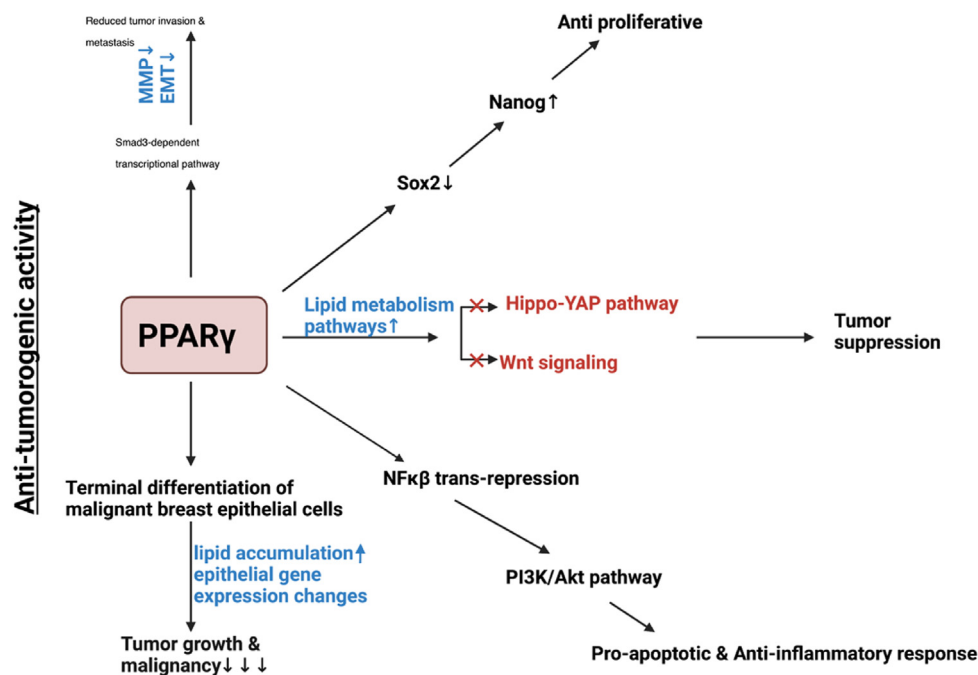 Reduced tumor invasion &
metastasis
MMP↓
EMT↓
Smad3-dependent
transcriptional pathway
Anti proliferative
Nanog↑
Sox2↓
Anti-tumorogenic activity
PPARγ
Lipid metabolism
pathways↑
Hippo-YAP pathway
Wnt signaling
Tumor
suppression
NFκβ trans-repression
PI3K/Akt pathway
Pro-apoptotic & Anti-inflammatory response
Terminal differentiation of
malignant breast epithelial cells
lipid accumulation↑
epithelial gene
expression changes
Tumor growth &
malignancy↓↓↓